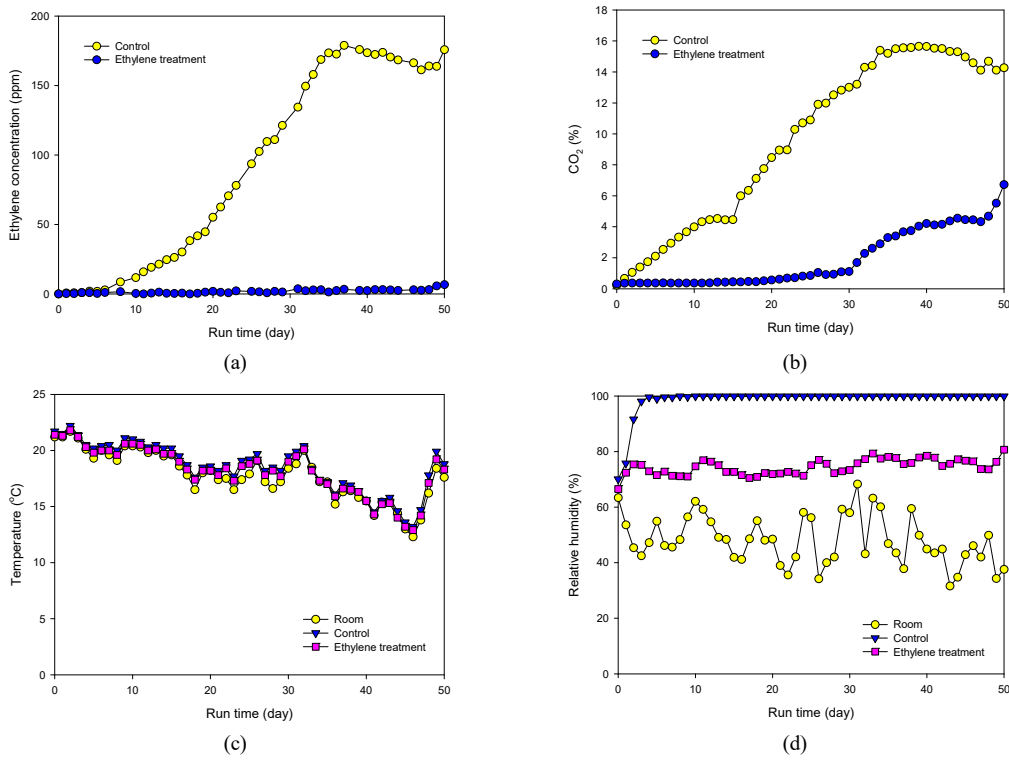 200
150
100
50
0
Ethylene concentration (ppm)
Control
Ethylene treatment
0 10 20 30 40 50
Run time (day)
(a)
18
16
14
12
10
8
6
4
2
0
CO2 (%)
Control
Ethylene treatment
0 10 20 30 40 50
Run time (day)
(b)
25
20
15
10
5
0
Temperature (°C)
Room
Control
Ethylene treatment
0 10 20 30 40 50
Run time (day)
(c)
100
80
60
40
20
0
Relative humidity (%)
Room
Control
Ethylene treatment
0 10 20 30 40 50
Run time (day)
(d)